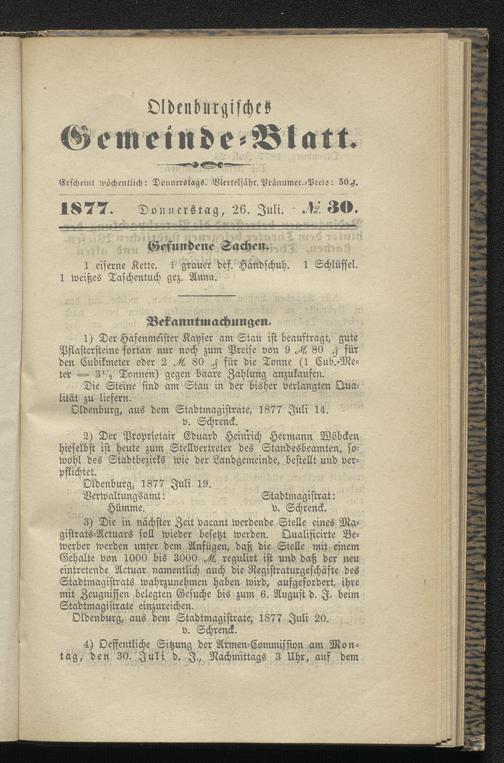 Oldenburgisches
Gemeinde-Blatt.
Erscheint wöchentlich: Donnerstags. Vierteljähr. Pränumer.-Preis: 50 ₰.
1877. Donnerstag, 26. Juli. № 30.
Gefundene Sachen.
1 eiserne Kette. 1 grauer def. Handschuh. 1 Schlüssel.
1 weißes Taschentuch gez. Anna.
Bekanntmachungen.
1) Der Hafenmeister Kayser am Stau ist beauftragt, gute
Pflastersteine fortan nur noch zum Preise von 9 ℳ 80 ₰ für
den Cubikmeter oder 2 ℳ 80 ₰ für die Tonne (1 Cub.-Me-
ter = 3½ Tonnen) gegen baare Zahlung anzukaufen.
Die Steine sind am Stau in der bisher verlangten Qua-
lität zu liefern.
Oldenburg, aus dem Stadtmagistrate, 1877 Juli 14.
v. Schrenck.
2) Der Proprietair Eduard Heinrich Hermann Wöbcken
hieselbst ist heute zum Stellvertreter des Standesbeamten, so-
wohl des Stadtbezirks wie der Landgemeinde, bestellt und ver-
pflichtet.
Oldenburg, 1877 Juli 19.
Verwaltungsamt: Stadtmagistrat:
Hümme. v. Schrenck.
3) Die in nächster Zeit vacant werdende Stelle eines Ma-
gistrats-Actuars soll wieder besetzt werden. Qualificirte Be-
werber werden unter dem Anfügen, daß die Stelle mit einem
Gehalte von 1000 bis 3000 ℳ regulirt ist und daß der neu
eintretende Actuar namentlich auch die Registraturgeschäfte des
Stadtmagistrats wahrzunehmen haben wird, aufgefordert, ihre
mit Zeugnissen belegten Gesuche bis zum 6. August d. J. beim
Stadtmagistrate einzureichen.
Oldenburg, aus dem Stadtmagistrate, 1877 Juli 20.
v. Schrenck.
4) Oeffentliche Sitzung der Armen-Commission am Mon-
tag, den 30. Juli d. J., Nachmittags 3 Uhr, auf dem